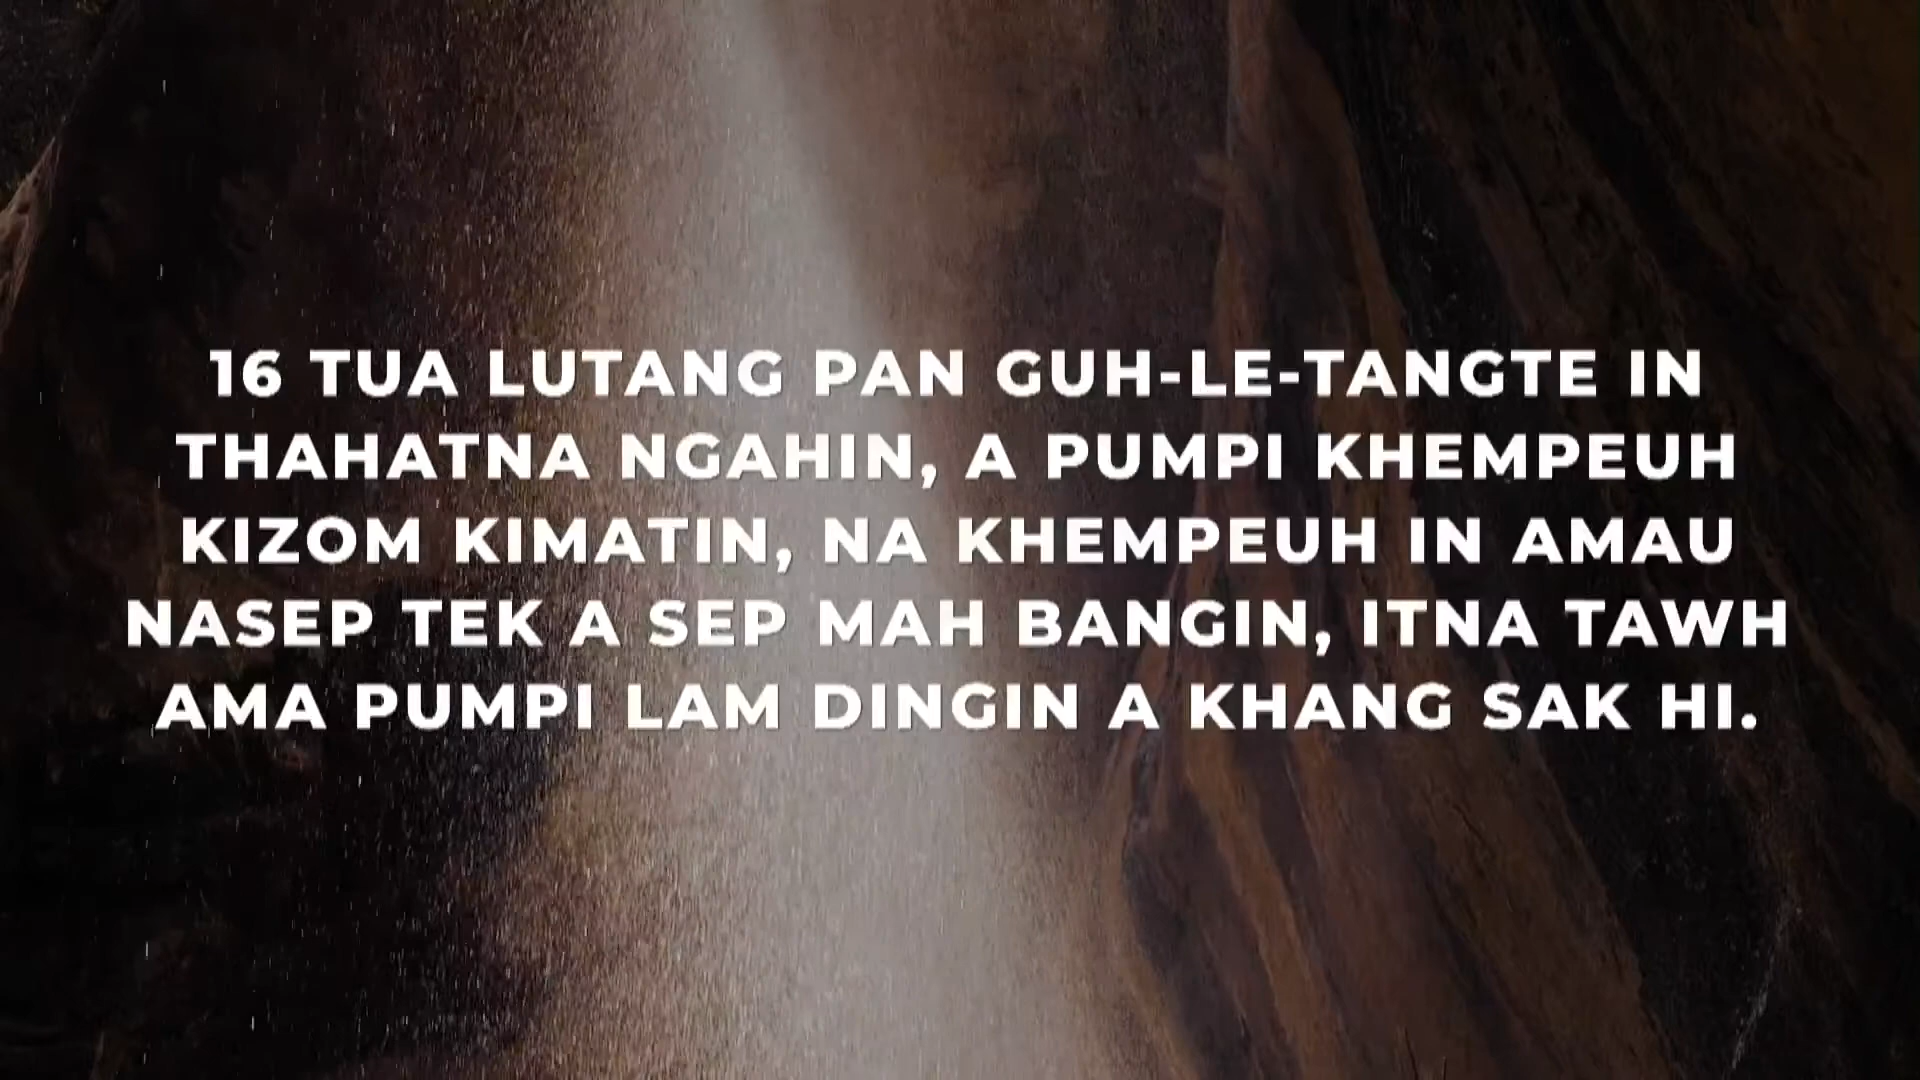 16 TUA LUTANG PAN GUH-LE-TANGTE IN
THAHATNA NGAHIN, A PUMPI KHEMPEUH
KIZOM KIMATIN, NA KHEMPEUH IN AMAU
NASEP TEK A SEP MAH BANGIN, ITNA TAWH
AMA PUMPI LAM DINGIN A KHANG SAK HI.